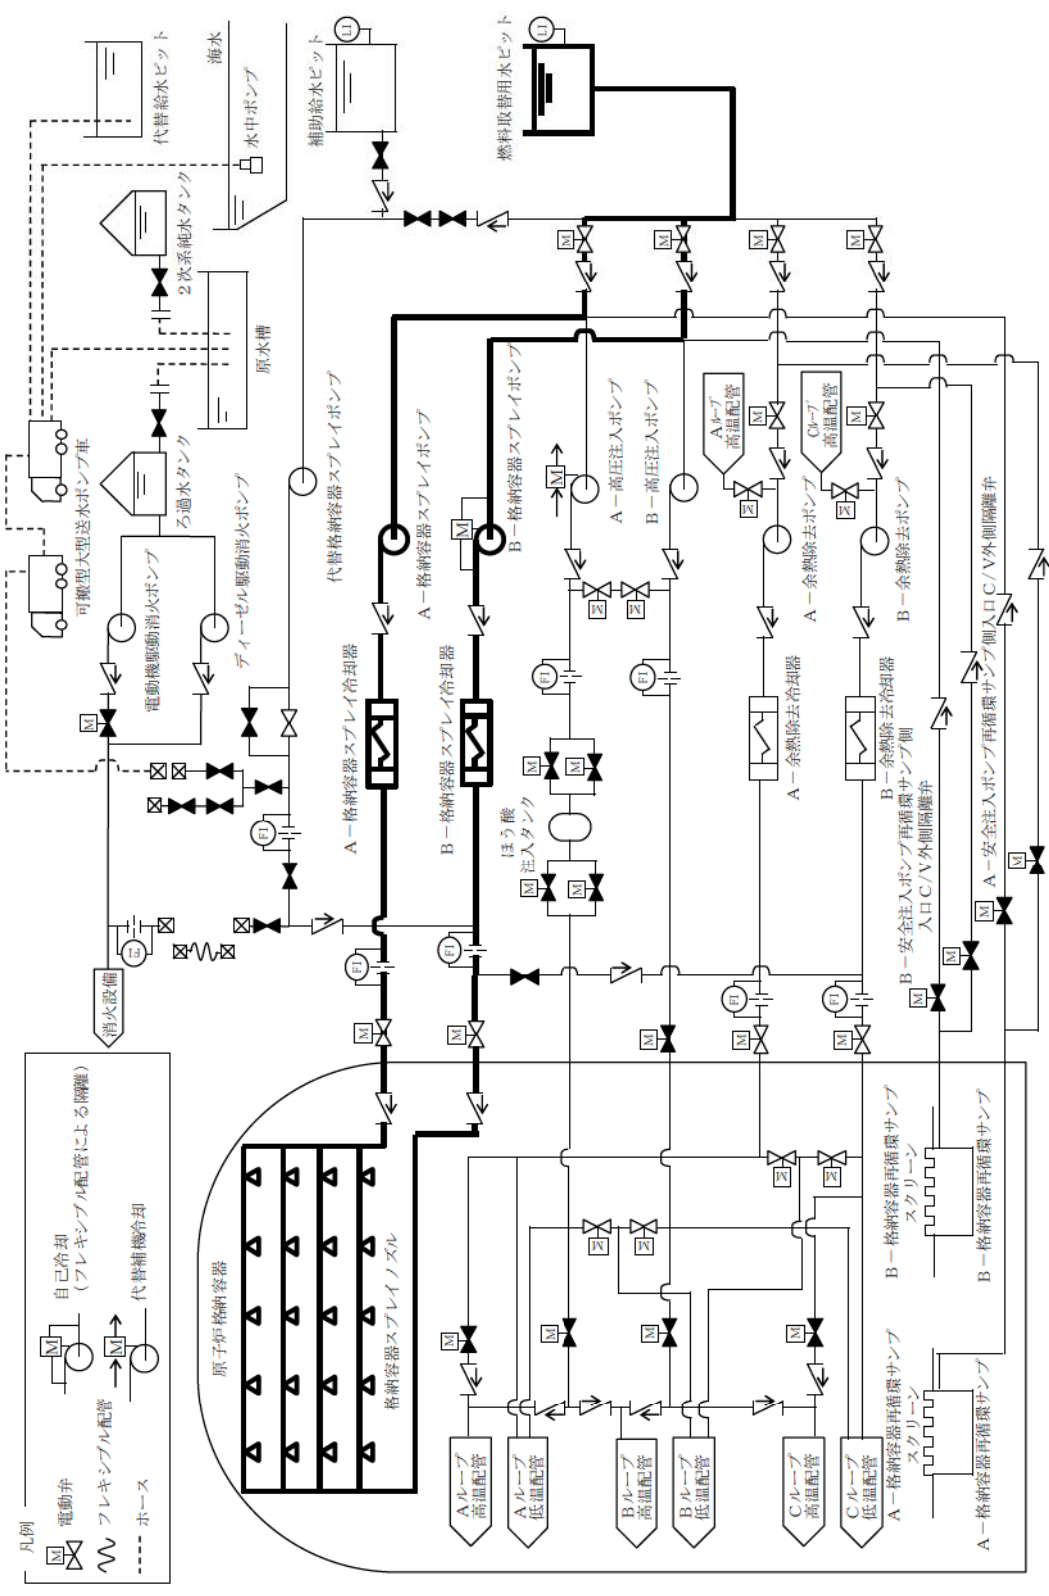 凡例
電動弁
フレキシブル配管
ホース
自己冷却
(フレキシブル配管による隔離)
代替補機冷却
M
M
M
消火設備
代替給水ピット
海水
水中ポンプ
2次系純水タンク
原水槽
可搬型大型送水ポンプ車
ろ過水タンク
電動機駆動消火ポンプ
ディーゼル駆動消火ポンプ
補助給水ピット
LI
燃料取替用水ピット
LI
代替格納容器スプレイポンプ
A-格納容器スプレイポンプ
B-格納容器スプレイポンプ
A-高圧注入ポンプ
B-高圧注入ポンプ
Aループ
高温配管
Cループ
高温配管
A-余熱除去ポンプ
B-余熱除去ポンプ
A-格納容器スプレイ冷却器
B-格納容器スプレイ冷却器
ほう酸
注入タンク
A-余熱除去冷却器
B-余熱除去冷却器
B-安全注入ポンプ再循環サンプ側
入口C/V外側隔離弁
A-安全注入ポンプ再循環サンプ側入口C/V外側隔離弁
FI
FI
FI
FI
FI
FI
FI
FI
原子炉格納容器
格納容器スプレイノズル
Aループ
高温配管
Aループ
低温配管
Bループ
高温配管
Bループ
低温配管
Cループ
高温配管
Cループ
低温配管
B-格納容器再循環サンプ
スクリーン
B-格納容器再循環サンプ
A-格納容器再循環サンプ
スクリーン
A-格納容器再循環サンプ